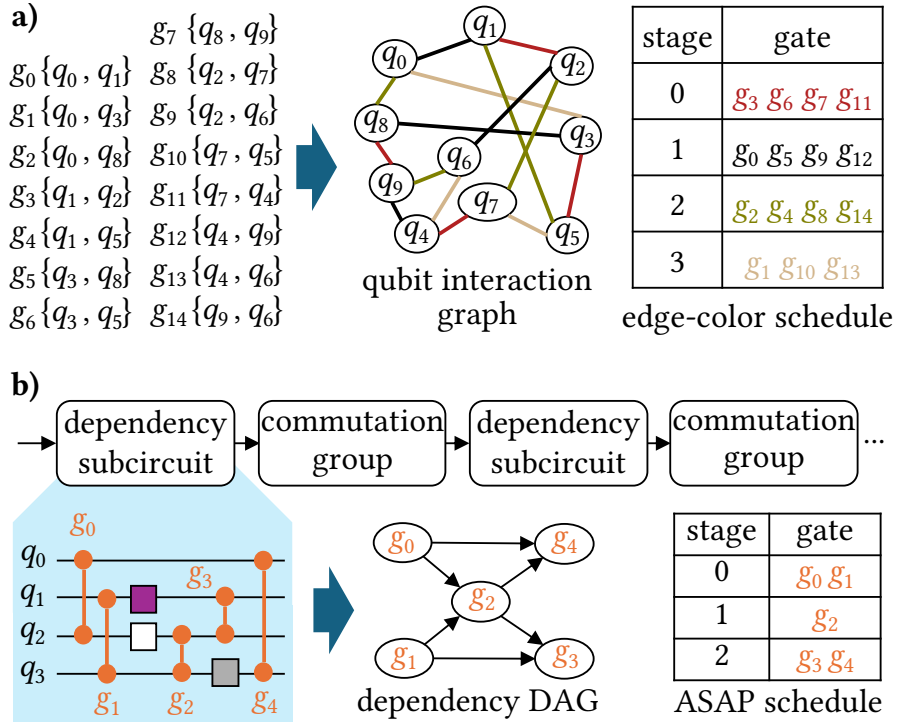 a)
g₇ {q₈ , q₉}
g₀ {q₀ , q₁} g₈ {q₂ , q₇}
g₁ {q₀ , q₃} g₉ {q₂ , q₆}
g₂ {q₀ , q₈} g₁₀ {q₇ , q₅}
g₃ {q₁ , q₂} g₁₁ {q₇ , q₄}
g₄ {q₁ , q₅} g₁₂ {q₄ , q₉}
g₅ {q₃ , q₈} g₁₃ {q₄ , q₆}
g₆ {q₃ , q₅} g₁₄ {q₉ , q₆}
q₁
q₀
q₂
q₈
q₃
q₆
q₉
q₇
q₄
q₅
qubit interaction
graph
stage gate
0 g₃ g₆ g₇ g₁₁
1 g₀ g₅ g₉ g₁₂
2 g₂ g₄ g₈ g₁₄
3 g₁ g₁₀ g₁₃
edge-color schedule
b)
dependency
subcircuit
commutation
group
dependency
subcircuit
commutation
group
...
g₀
q₀
q₁
g₃
q₂
q₃
g₁ g₂ g₄
g₀ g₄
g₂
g₁ g₃
dependency DAG
stage gate
0 g₀ g₁
1 g₂
2 g₃ g₄
ASAP schedule